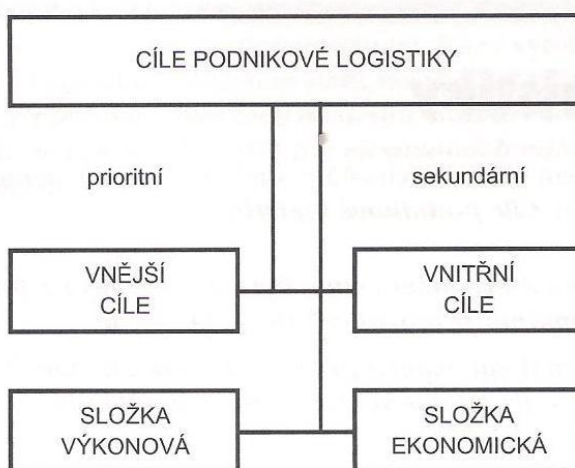 CÍLE PODNIKOVÉ LOGISTIKY
prioritní
sekundární
VNĚJŠÍ
CÍLE
VNITŘNÍ
CÍLE
SLOŽKA
VÝKONOVÁ
SLOŽKA
EKONOMICKÁ